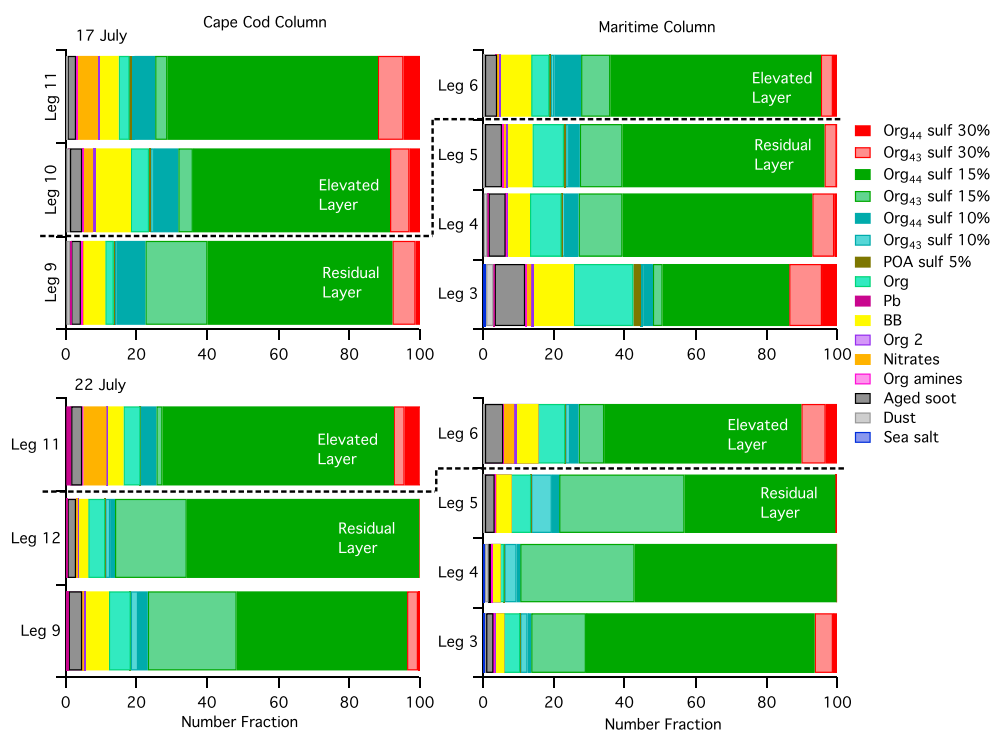 Cape Cod Column
Maritime Column
17 July
Leg 11
Leg 10
Leg 9
Elevated
Layer
Residual
Layer
0 20 40 60 80 100
Leg 6
Leg 5
Leg 4
Leg 3
Elevated
Layer
Residual
Layer
0 20 40 60 80 100
Org44 sulf 30%
Org43 sulf 30%
Org44 sulf 15%
Org43 sulf 15%
Org44 sulf 10%
Org43 sulf 10%
POA sulf 5%
Org
Pb
BB
Org 2
Nitrates
Org amines
Aged soot
Dust
Sea salt
22 July
Leg 11
Leg 12
Leg 9
Elevated
Layer
Residual
Layer
0 20 40 60 80 100
Number Fraction
Leg 6
Leg 5
Leg 4
Leg 3
Elevated
Layer
Residual
Layer
0 20 40 60 80 100
Number Fraction